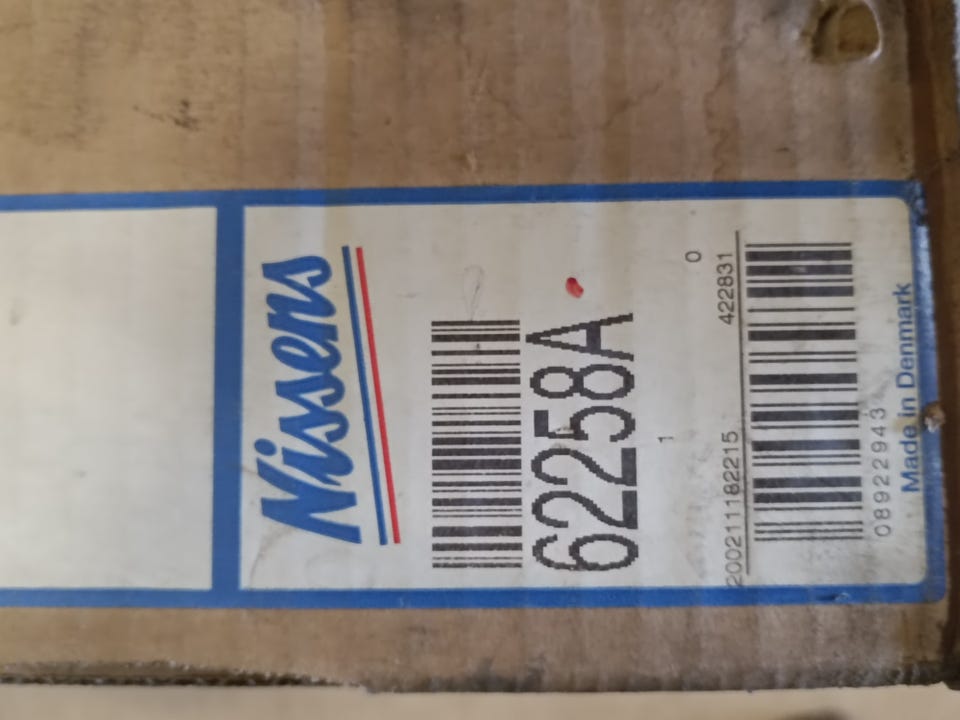 Nissens
62258A
1
0
200211182215 422831
08922943
Made in Denmark